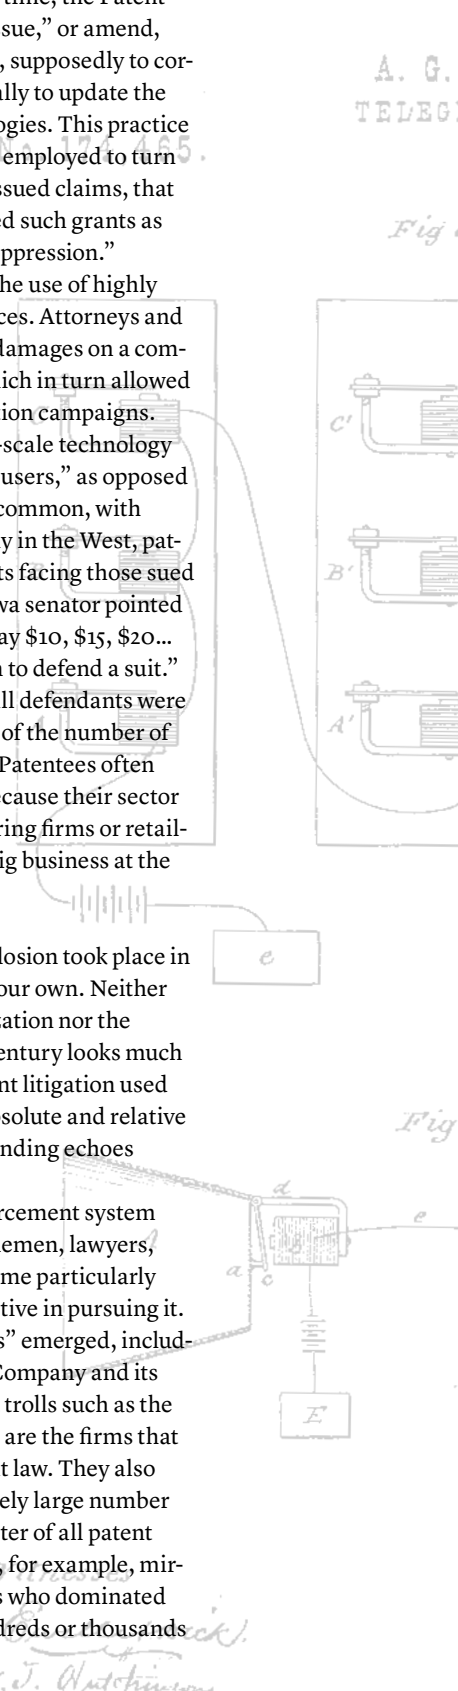 time, the Patent
sue,” or amend,
, supposedly to cor-
ally to update the
ogies. This practice
employed to turn
ssued claims, that
ed such grants as
ppression.”
he use of highly
ces. Attorneys and
damages on a com-
ich in turn allowed
tion campaigns.
-scale technology
users,” as opposed
common, with
y in the West, pat-
ts facing those sued
wa senator pointed
ay $10, $15, $20...
n to defend a suit.”
ll defendants were
of the number of
Patentees often
ecause their sector
ring firms or retail-
ig business at the
losion took place in
our own. Neither
zation nor the
entury looks much
nt litigation used
bsolute and relative
nding echoes
rcement system
lemen, lawyers,
me particularly
tive in pursuing it.
s” emerged, includ-
Company and its
trolls such as the
are the firms that
t law. They also
ely large number
ter of all patent
, for example, mir-
s who dominated
dreds or thousands
A. G.
TELEG
No. 174,465.
Fig
C'
B'
A'
e
Fig
d
e
a
c
E
Witnesses
J. Hutchinson